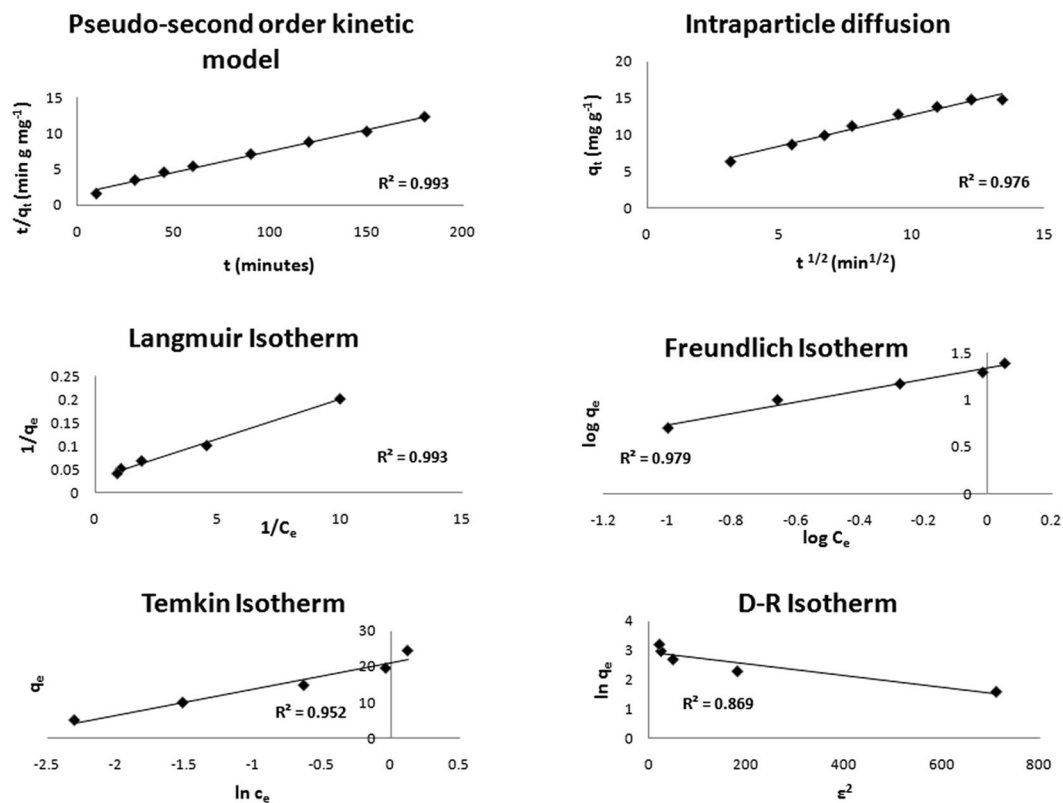 Pseudo-second order kinetic
model
t/qt (min g mg-1)
15
10
5
0
R² = 0.993
0 50 100 150 200
t (minutes)
Intraparticle diffusion
qt (mg g-1)
20
15
10
5
0
R² = 0.976
0 5 10 15
t 1/2 (min1/2)
Langmuir Isotherm
1/qe
0.25
0.2
0.15
0.1
0.05
0
R² = 0.993
0 5 10 15
1/Ce
Freundlich Isotherm
log qe
1.5
1
0.5
0
R² = 0.979
-1.2 -1 -0.8 -0.6 -0.4 -0.2 0 0.2
log Ce
Temkin Isotherm
qe
30
20
10
0
R² = 0.952
-2.5 -2 -1.5 -1 -0.5 0 0.5
ln ce
D-R Isotherm
ln qe
4
3
2
1
0
R² = 0.869
0 200 400 600 800
ε²